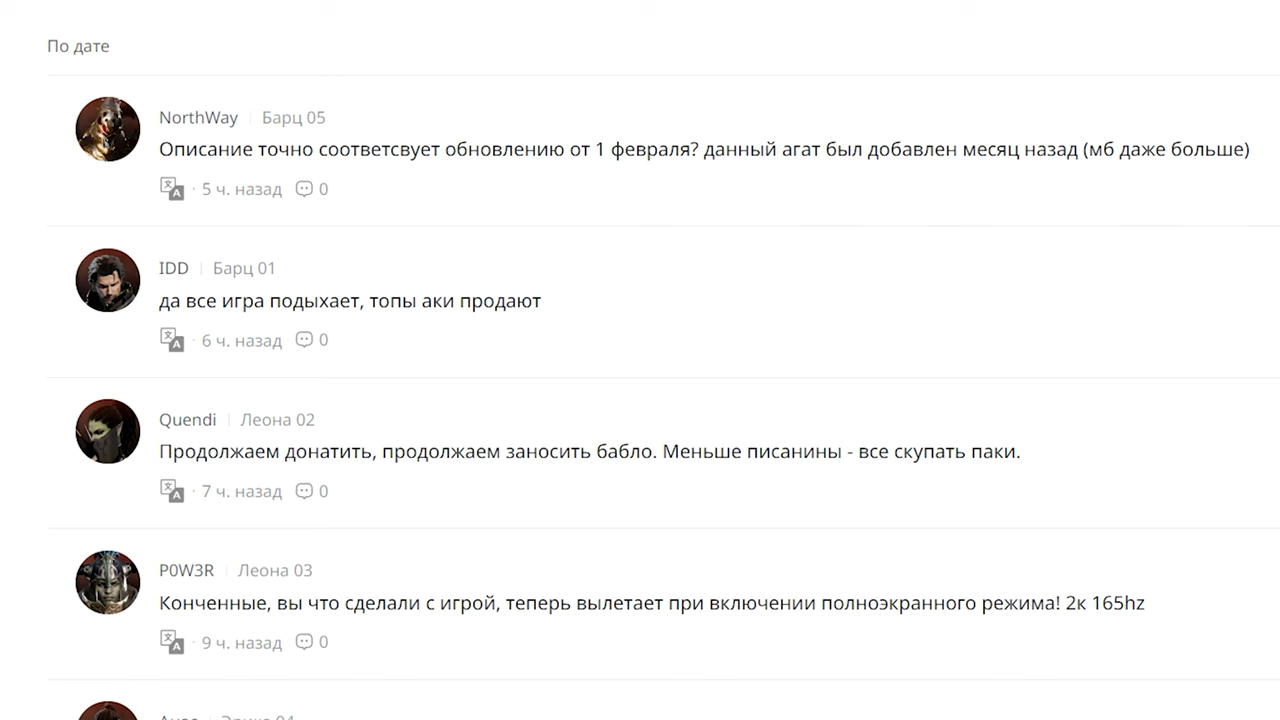 По дате
NorthWay | Барц 05
Описание точно соответсвует обновлению от 1 февраля? данный агат был добавлен месяц назад (мб даже больше)
· 5 ч. назад 0
IDD | Барц 01
да все игра подыхает, топы аки продают
· 6 ч. назад 0
Quendi | Леона 02
Продолжаем донатить, продолжаем заносить бабло. Меньше писанины - все скупать паки.
· 7 ч. назад 0
P0W3R | Леона 03
Конченные, вы что сделали с игрой, теперь вылетает при включении полноэкранного режима! 2к 165hz
· 9 ч. назад 0